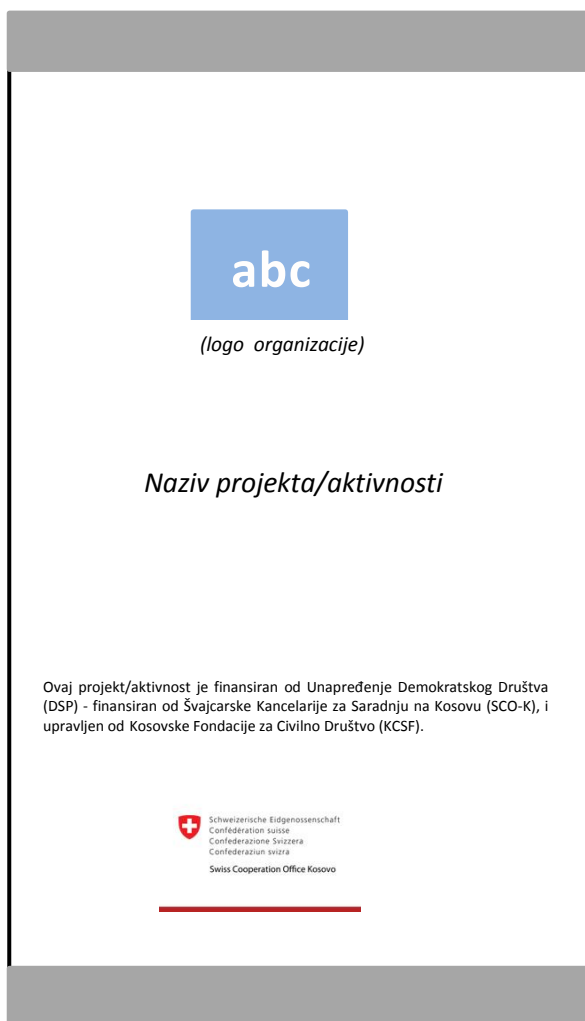 abc
(logo organizacije)
Naziv projekta/aktivnosti
Ovaj projekt/aktivnost je finansiran od Unapređenje Demokratskog Društva
(DSP) - finansiran od Švajcarske Kancelarije za Saradnju na Kosovu (SCO-K), i
upravljen od Kosovske Fondacije za Civilno Društvo (KCSF).
Schweizerische Eidgenossenschaft
Confédération suisse
Confederazione Svizzera
Confederaziun svizra
Swiss Cooperation Office Kosovo